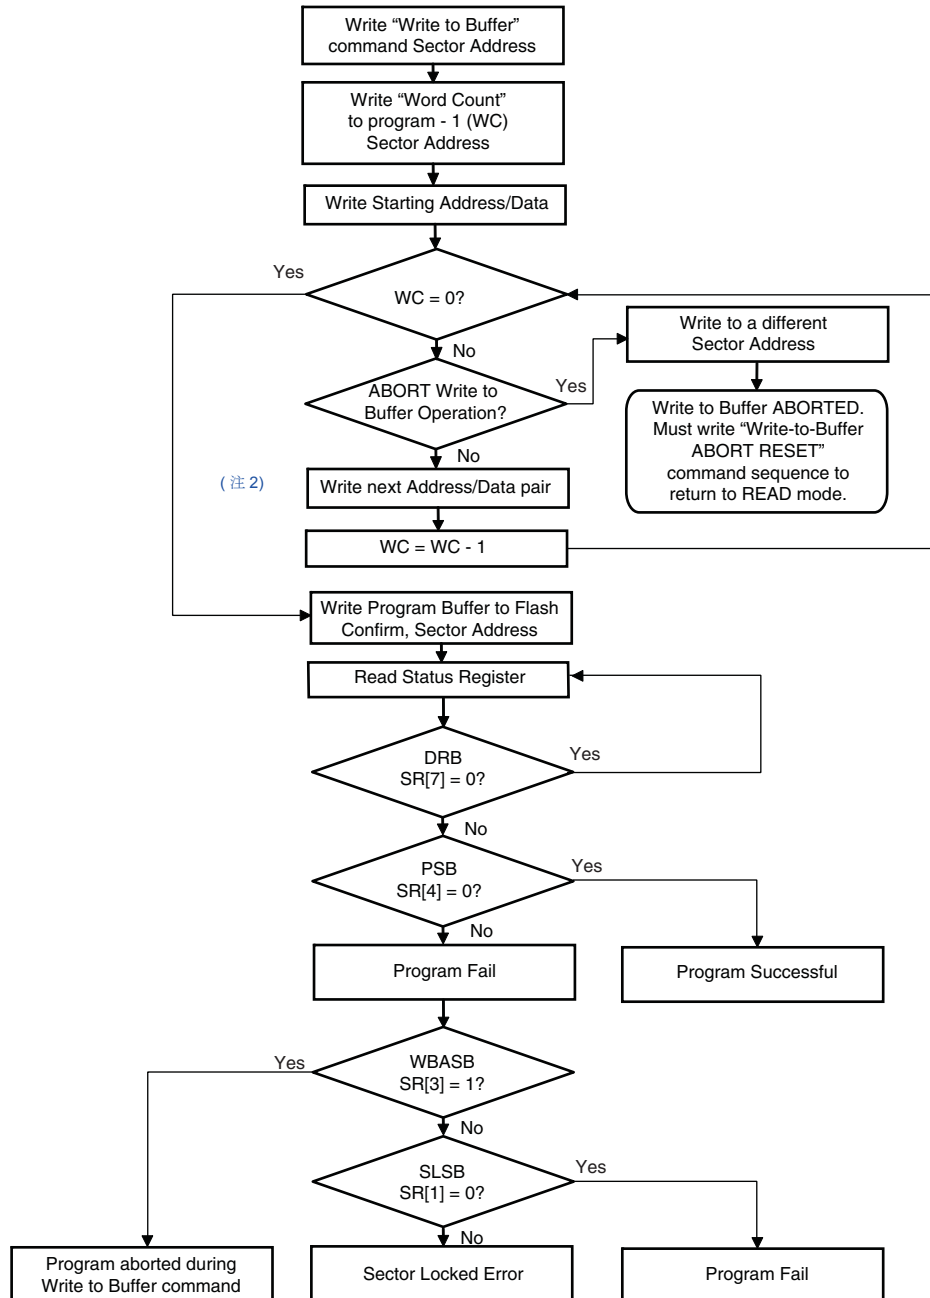 Write “Write to Buffer”
command Sector Address
Write “Word Count”
to program - 1 (WC)
Sector Address
Write Starting Address/Data
Yes
WC = 0?
No
Write to a different
Sector Address
ABORT Write to
Buffer Operation?
Yes
No
Write to Buffer ABORTED.
Must write “Write-to-Buffer
ABORT RESET”
command sequence to
return to READ mode.
( 注 2)
Write next Address/Data pair
WC = WC - 1
Write Program Buffer to Flash
Confirm, Sector Address
Read Status Register
DRB
SR[7] = 0?
Yes
No
PSB
SR[4] = 0?
Yes
No
Program Fail
Program Successful
Yes
WBASB
SR[3] = 1?
No
SLSB
SR[1] = 0?
Yes
No
Program aborted during
Write to Buffer command
Sector Locked Error
Program Fail